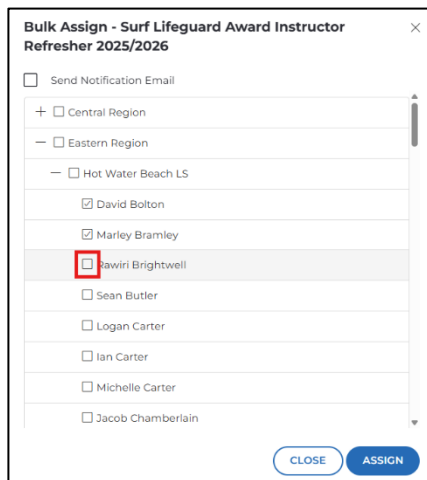 Bulk Assign - Surf Lifeguard Award Instructor
Refresher 2025/2026
Send Notification Email
Central Region
Eastern Region
Hot Water Beach LS
David Bolton
Marley Bramley
Rawiri Brightwell
Sean Butler
Logan Carter
Ian Carter
Michelle Carter
Jacob Chamberlain
CLOSE ASSIGN